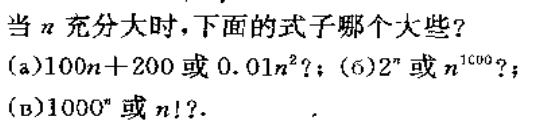 当 n 充分大时,下面的式子哪个大些?
(a)100n+200 或 0.01n²?; (б)2ⁿ 或 n¹⁰⁰⁰?;
(в)1000ⁿ 或 n!?.